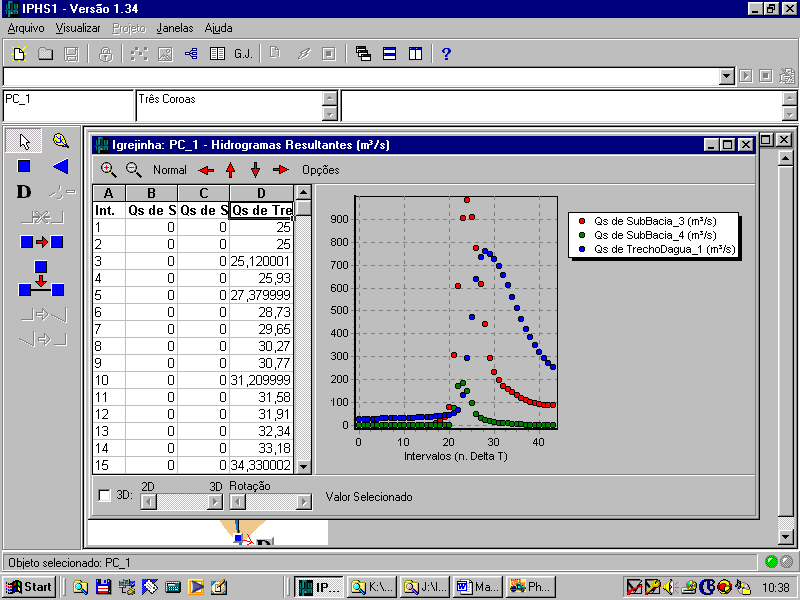 IPHS1 - Versão 1.34
Arquivo Visualizar Projeto Janelas Ajuda
G.J.
PC_1 Três Coroas
D
Igrejinha: PC_1 - Hidrogramas Resultantes (m³/s)
Normal Opções
A B C D
Int. Qs de S Qs de S Qs de Tre
1 0 0 25
2 0 0 25
3 0 0 25,120001
4 0 0 25,93
5 0 0 27,379999
6 0 0 28,73
7 0 0 29,65
8 0 0 30,27
9 0 0 30,77
10 0 0 31,209999
11 0 0 31,58
12 0 0 31,91
13 0 0 32,34
14 0 0 33,18
15 0 0 34,330002
900
800
700
600
500
400
300
200
100
0
0 10 20 30 40
Intervalos (n. Delta T)
Qs de SubBacia_3 (m³/s)
Qs de SubBacia_4 (m³/s)
Qs de TrechoDagua_1 (m³/s)
3D: 2D 3D Rotação
Valor Selecionado
Objeto selecionado: PC_1
Start IP... K:\... J:\I... Ma... Ph... 10:38